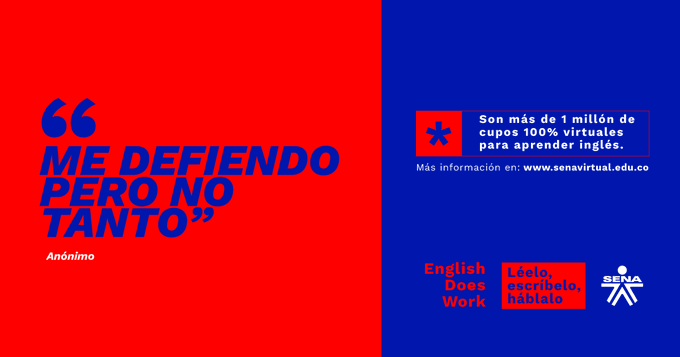 “
ME DEFIENDO
PERO NO
TANTO”
Anónimo
* Son más de 1 millón de
cupos 100% virtuales
para aprender inglés.
Más información en: www.senavirtual.edu.co
English
Does
Work
Léelo,
escríbelo,
háblalo
SENA